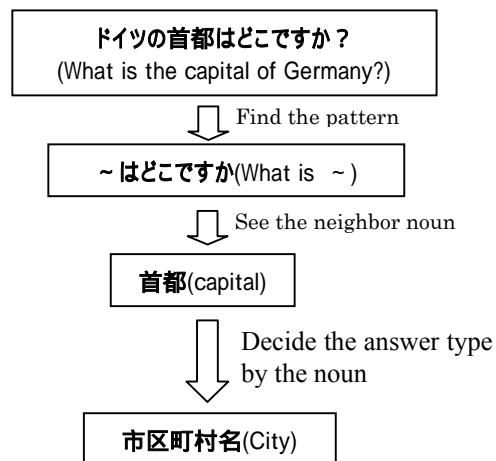 ドイツの首都はどこですか？
(What is the capital of Germany?)
Find the pattern
~はどこですか(What is ~)
See the neighbor noun
首都(capital)
Decide the answer type
by the noun
市区町村名(City)